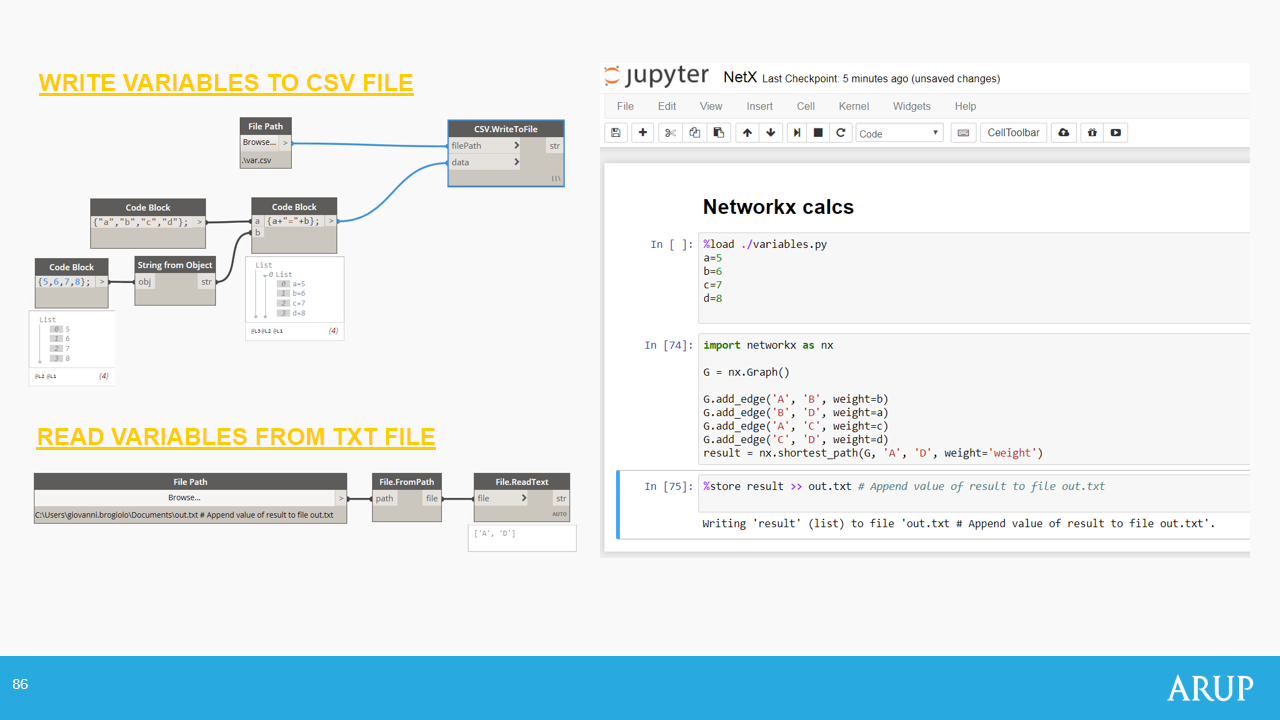 WRITE VARIABLES TO CSV FILE
File Path
Browse... >
.\var.csv
CSV.WriteToFile
filePath > str
data >
Code Block
{"a","b","c","d"}; >
Code Block
a {a+"="+b}; >
b
Code Block
{5,6,7,8}; >
String from Object
obj str
List
0 List
0 a=5
1 b=6
2 c=7
3 d=8
@L3 @L2 @L1 {4}
List
0 5
1 6
2 7
3 8
@L2 @L1 {4}
READ VARIABLES FROM TXT FILE
File Path
Browse... >
C:\Users\giovanni.brogiolo\Documents\out.txt # Append value of result to file out.txt
File.FromPath
path file
File.ReadText
file > str
AUTO
['A', 'D']
jupyter NetX Last Checkpoint: 5 minutes ago (unsaved changes)
File Edit View Insert Cell Kernel Widgets Help
Code CellToolbar
Networkx calcs
In [ ]: %load ./variables.py
a=5
b=6
c=7
d=8
In [74]: import networkx as nx
G = nx.Graph()
G.add_edge('A', 'B', weight=b)
G.add_edge('B', 'D', weight=a)
G.add_edge('A', 'C', weight=c)
G.add_edge('C', 'D', weight=d)
result = nx.shortest_path(G, 'A', 'D', weight='weight')
In [75]: %store result >> out.txt # Append value of result to file out.txt
Writing 'result' (list) to file 'out.txt # Append value of result to file out.txt'.
86
ARUP